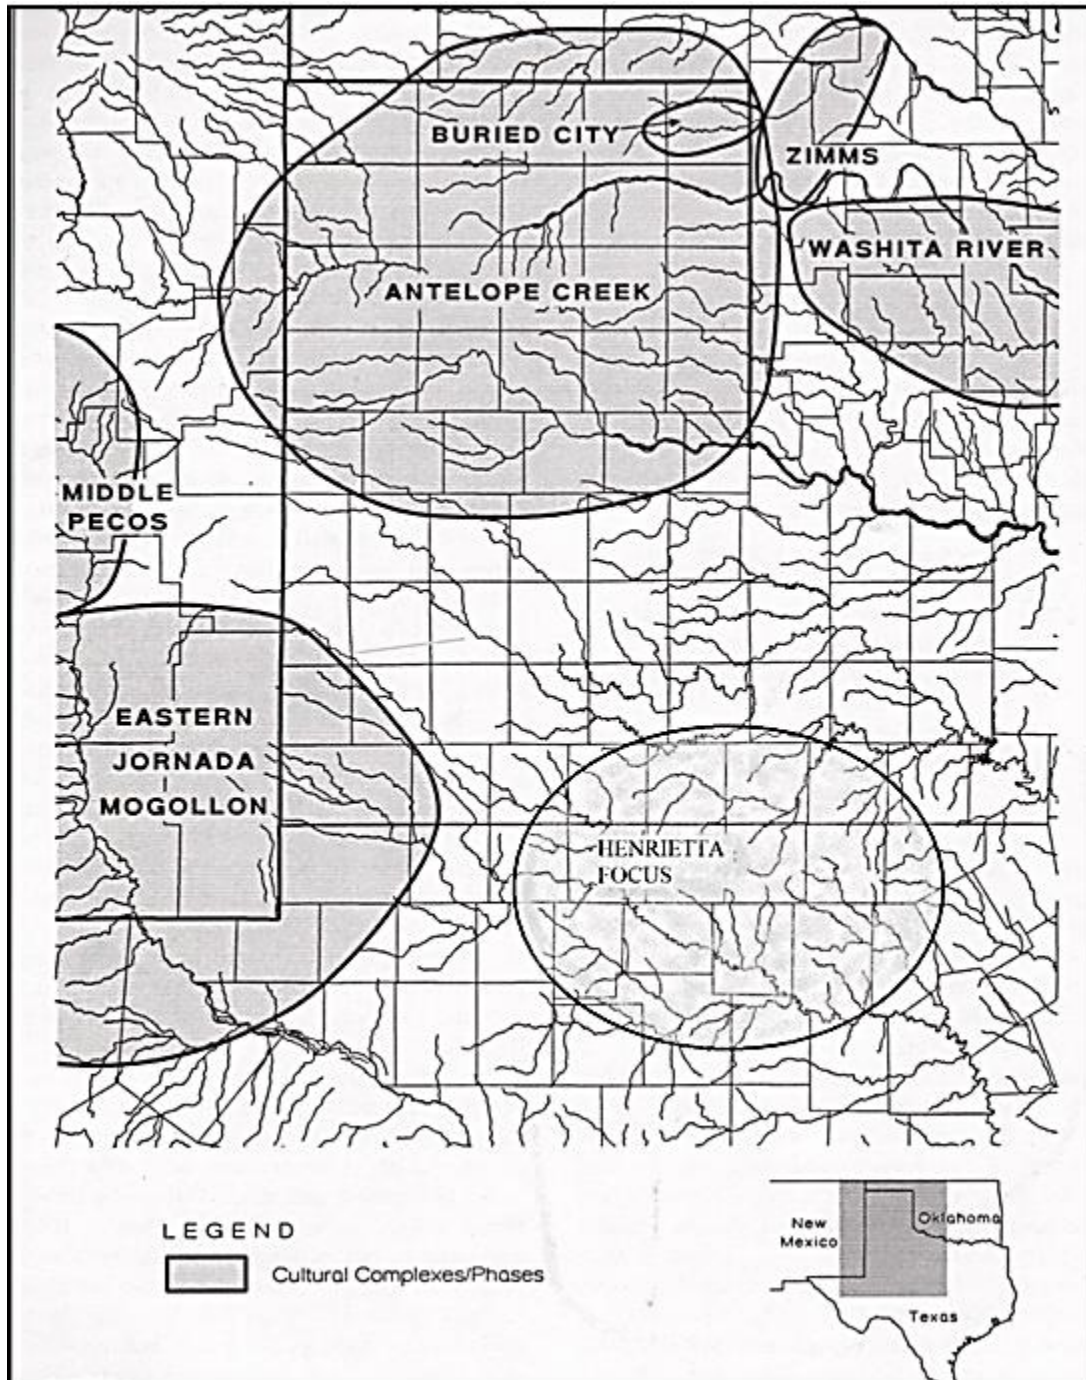 BURIED CITY
ZIMMS
WASHITA RIVER
ANTELOPE CREEK
MIDDLE
PECOS
EASTERN
JORNADA
MOGOLLON
HENRIETTA
FOCUS
LEGEND
Cultural Complexes/Phases
New
Mexico
Oklahoma
Texas